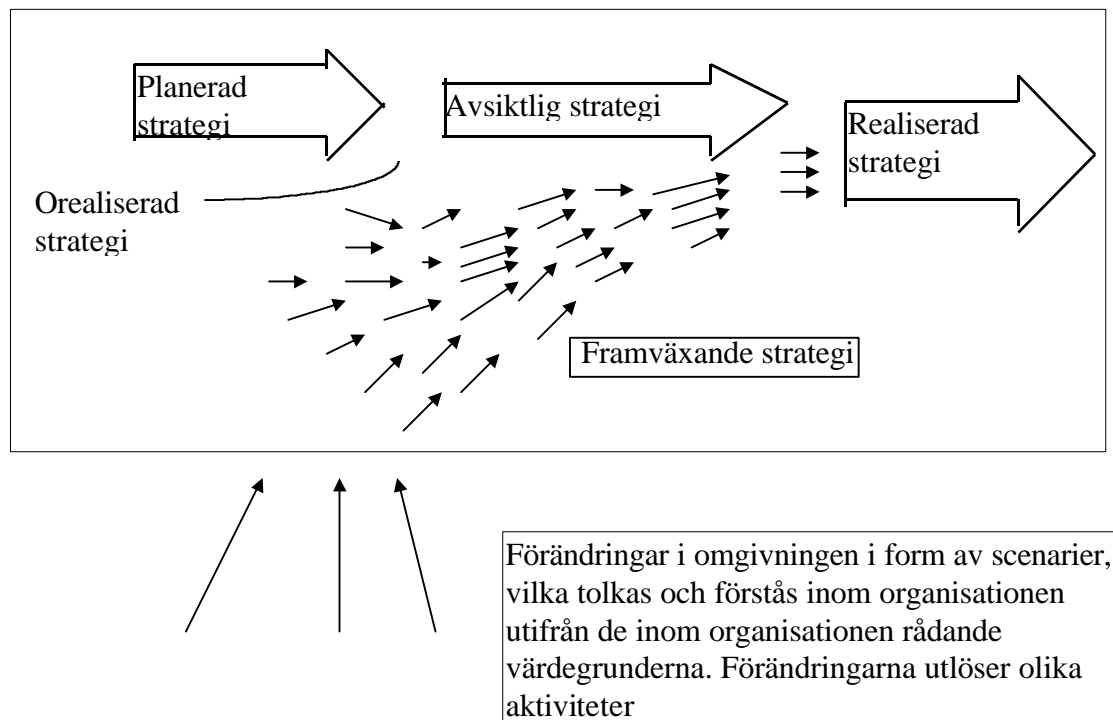 Planerad
strategi
Avsiktlig strategi
Realiserad
strategi
Orealiserad
strategi
Framväxande strategi
Förändringar i omgivningen i form av scenarier,
vilka tolkas och förstås inom organisationen
utifrån de inom organisationen rådande
värdegrunderna. Förändringarna utlöser olika
aktiviteter